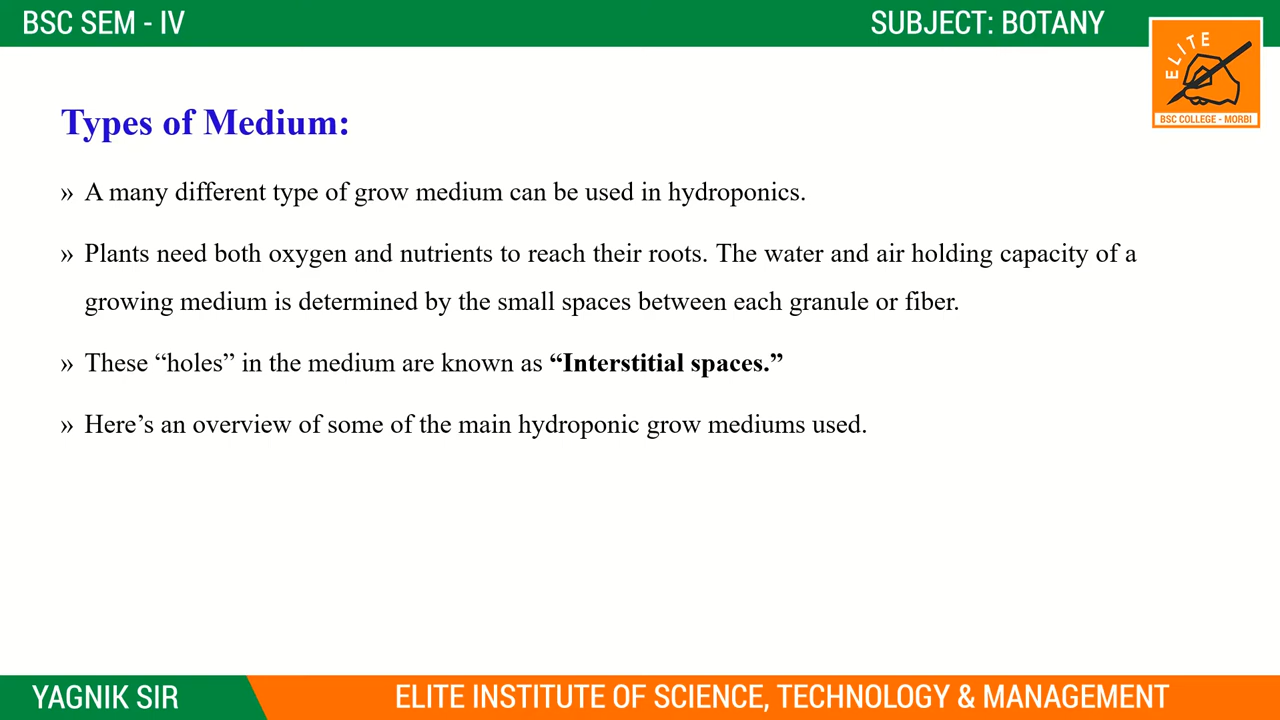 BSC SEM - IV
SUBJECT: BOTANY
ELITE
BSC COLLEGE - MORBI
Types of Medium:
» A many different type of grow medium can be used in hydroponics.
» Plants need both oxygen and nutrients to reach their roots. The water and air holding capacity of a
growing medium is determined by the small spaces between each granule or fiber.
» These “holes” in the medium are known as “Interstitial spaces.”
» Here’s an overview of some of the main hydroponic grow mediums used.
YAGNIK SIR
ELITE INSTITUTE OF SCIENCE, TECHNOLOGY & MANAGEMENT